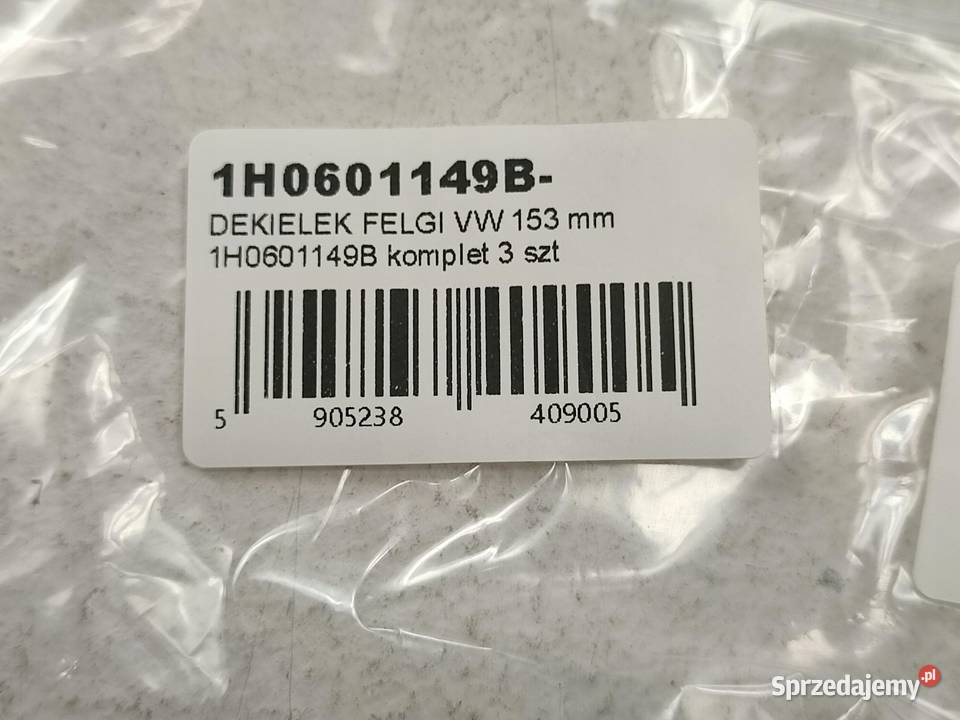 1H0601149B-
DEKIELEK FELGI VW 153 mm
1H0601149B komplet 3 szt
5 905238 409005
Sprzedajemy.pl